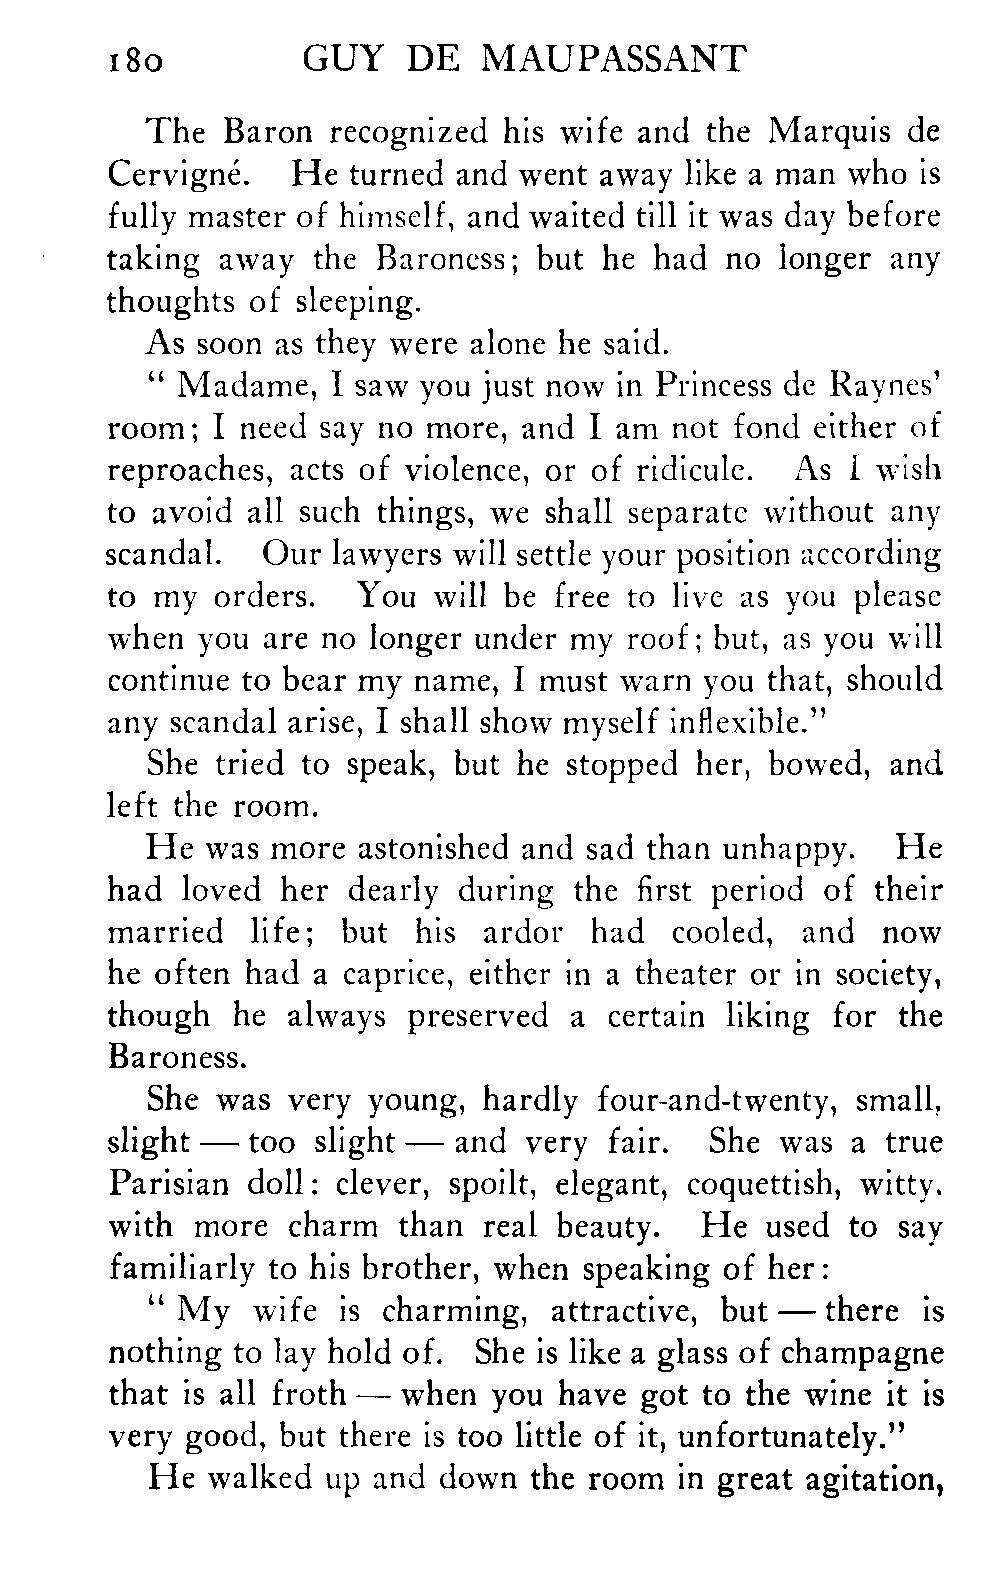 180 GUY DE MAUPASSANT
The Baron recognized his wife and the Marquis de
Cervigné. He turned and went away like a man who is
fully master of himself, and waited till it was day before
taking away the Baroness; but he had no longer any
thoughts of sleeping.
As soon as they were alone he said.
" Madame, I saw you just now in Princess de Raynes'
room; I need say no more, and I am not fond either of
reproaches, acts of violence, or of ridicule. As I wish
to avoid all such things, we shall separate without any
scandal. Our lawyers will settle your position according
to my orders. You will be free to live as you please
when you are no longer under my roof; but, as you will
continue to bear my name, I must warn you that, should
any scandal arise, I shall show myself inflexible."
She tried to speak, but he stopped her, bowed, and
left the room.
He was more astonished and sad than unhappy. He
had loved her dearly during the first period of their
married life; but his ardor had cooled, and now
he often had a caprice, either in a theater or in society,
though he always preserved a certain liking for the
Baroness.
She was very young, hardly four-and-twenty, small,
slight — too slight — and very fair. She was a true
Parisian doll: clever, spoilt, elegant, coquettish, witty,
with more charm than real beauty. He used to say
familiarly to his brother, when speaking of her:
" My wife is charming, attractive, but — there is
nothing to lay hold of. She is like a glass of champagne
that is all froth — when you have got to the wine it is
very good, but there is too little of it, unfortunately."
He walked up and down the room in great agitation,